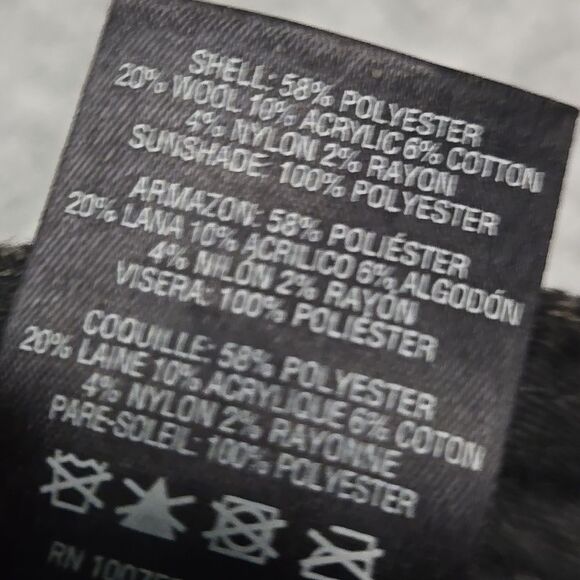 SHELL: 58% POLYESTER
20% WOOL 10% ACRYLIC 6% COTTON
4% NYLON 2% RAYON
SUNSHADE: 100% POLYESTER
ARMAZON: 58% POLIÉSTER
20% LANA 10% ACRILICO 6% ALGODÓN
4% NILÓN 2% RAYÓN
VISERA: 100% POLIÉSTER
COQUILLE: 58% POLYESTER
20% LAINE 10% ACRYLIQUE 6% COTON
4% NYLON 2% RAYONNE
PARE-SOLEIL: 100% POLYESTER
RN